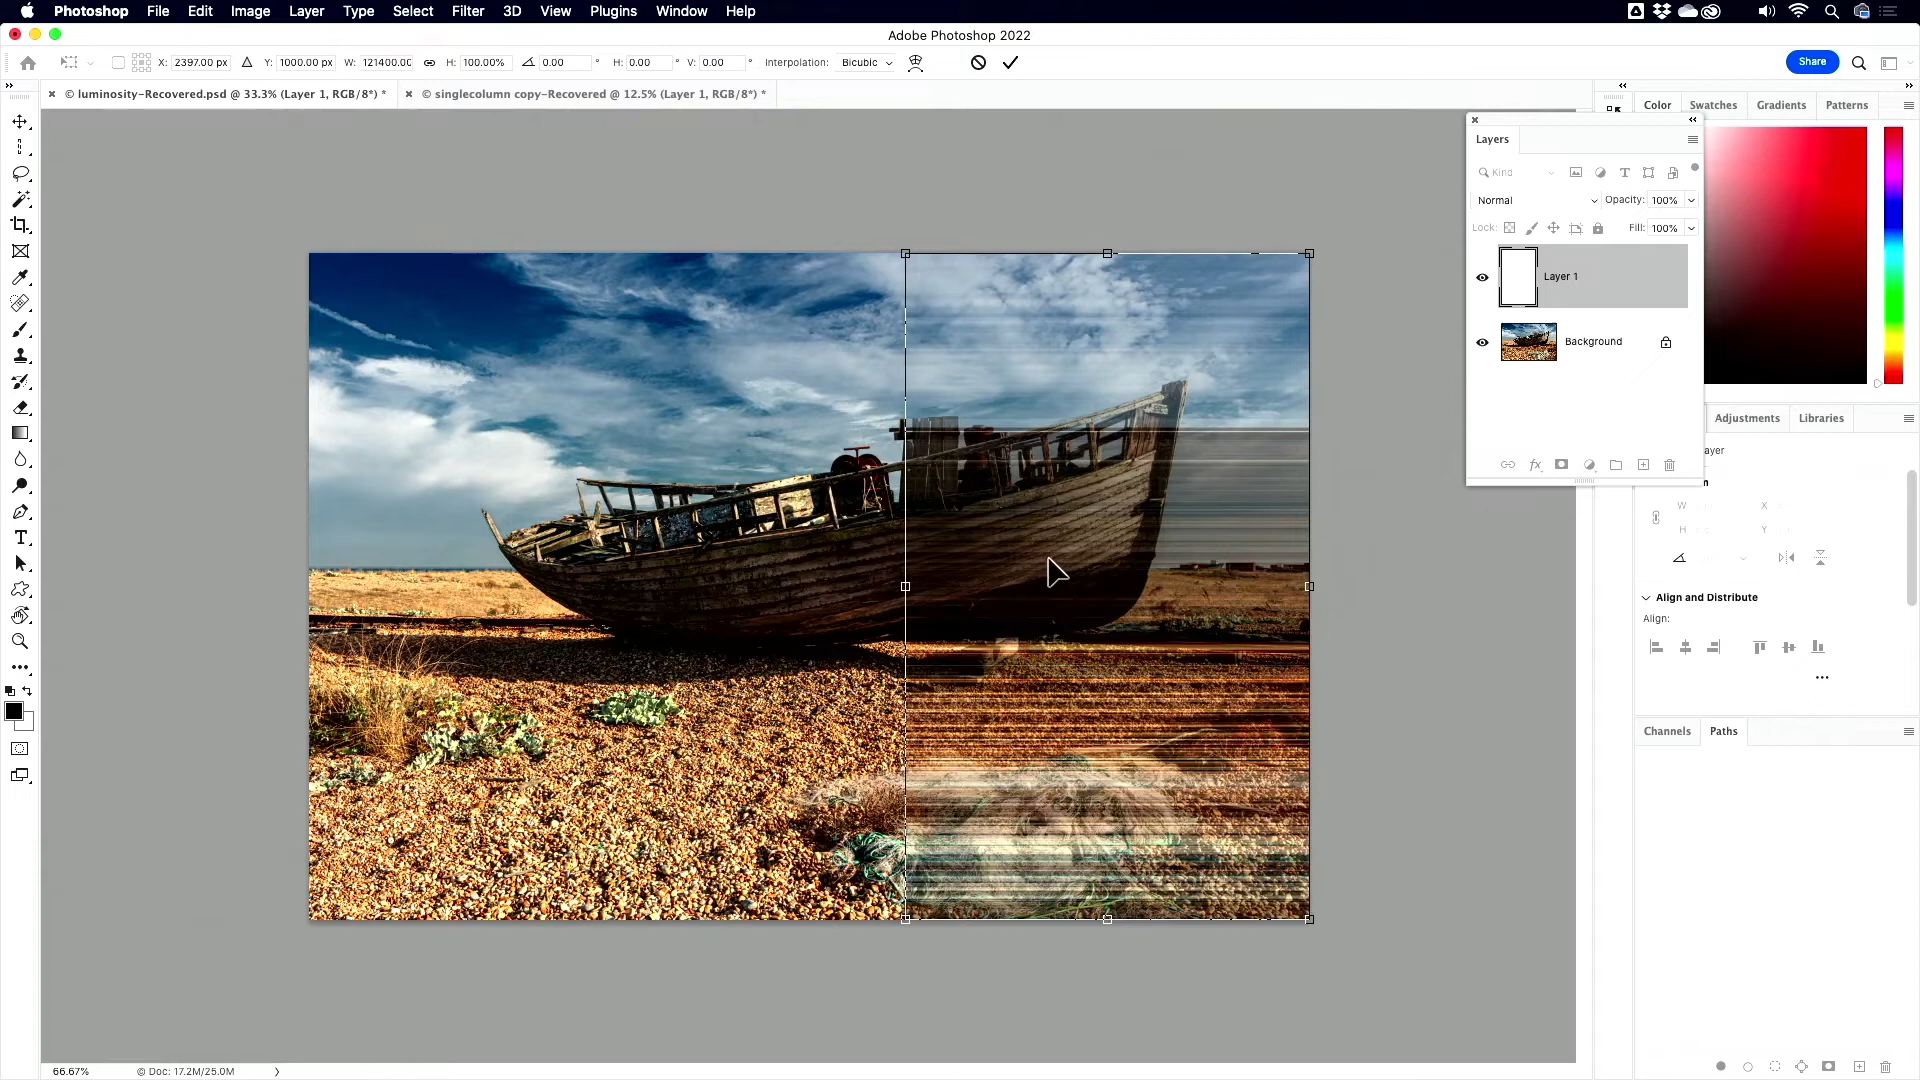 Photoshop File Edit Image Layer Type Select Filter 3D View Plugins Window Help
Adobe Photoshop 2022
X: 2397.00 px Y: 1000.00 px W: 121400.00 H: 100.00% 0.00 ° H: 0.00 ° V: 0.00 ° Interpolation: Bicubic
Share
© luminosity-Recovered.psd @ 33.3% (Layer 1, RGB/8*) *
© singlecolumn copy-Recovered @ 12.5% (Layer 1, RGB/8*) *
Color Swatches Gradients Patterns
Layers
Kind
Normal Opacity: 100%
Lock: Fill: 100%
Layer 1
Background
Adjustments Libraries
ayer
W X
H Y
Align and Distribute
Align:
Channels Paths
66.67% © Doc: 17.2M/25.0M